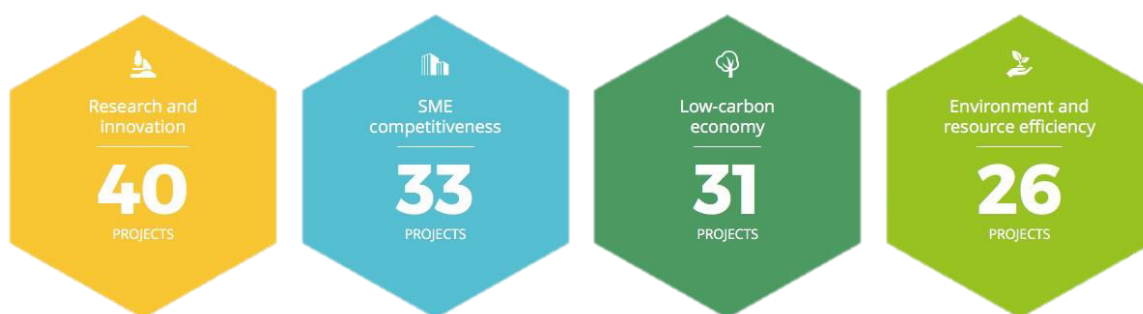 Research and
innovation
40
PROJECTS
SME
competitiveness
33
PROJECTS
Low-carbon
economy
31
PROJECTS
Environment and
resource efficiency
26
PROJECTS